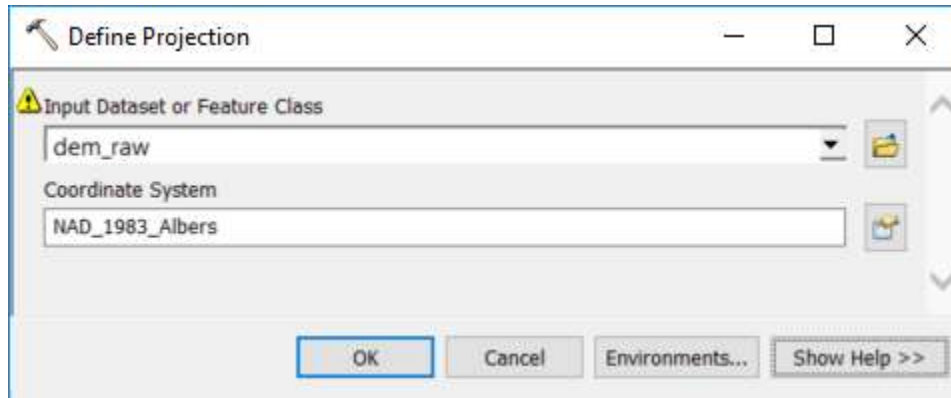 Define Projection
Input Dataset or Feature Class
dem_raw
Coordinate System
NAD_1983_Albers
OK Cancel Environments... Show Help >>